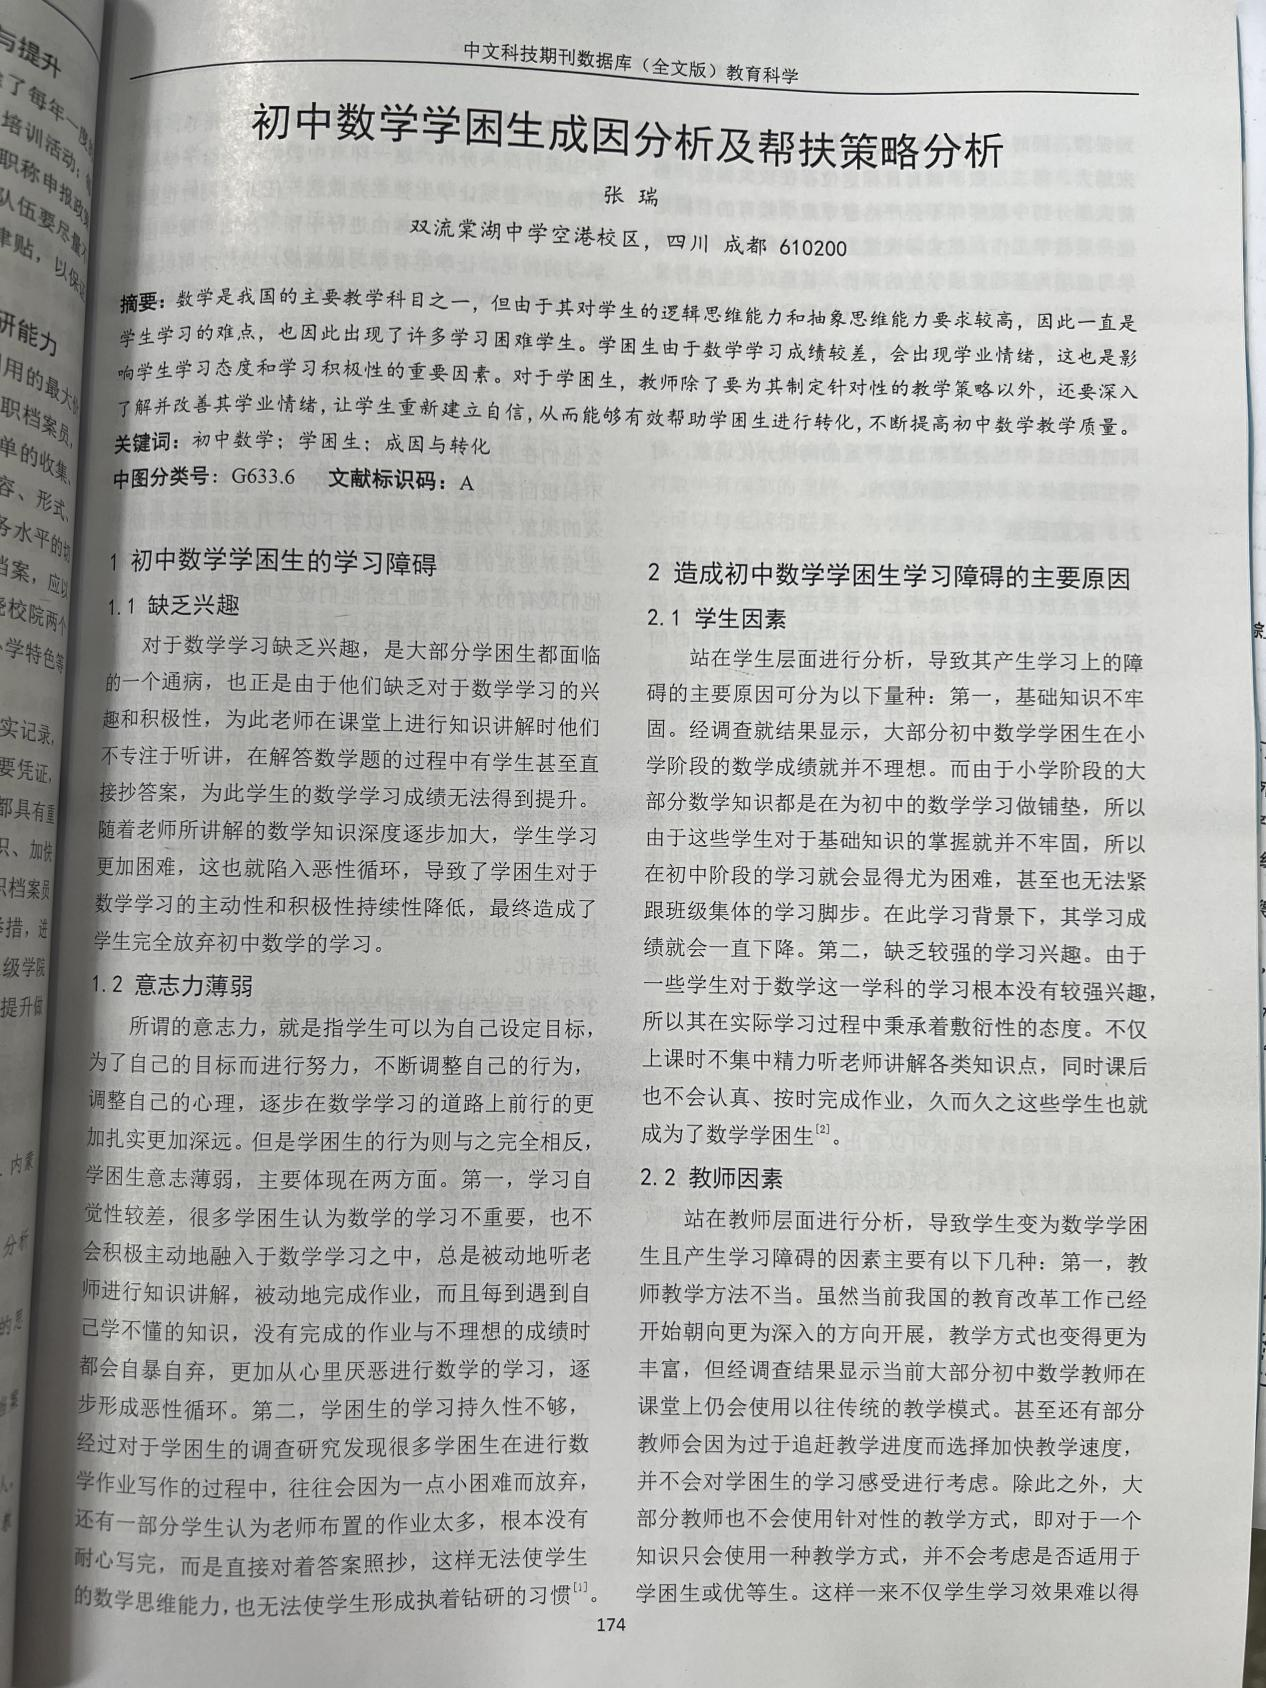 中文科技期刊数据库（全文版）教育科学
初中数学学困生成因分析及帮扶策略分析
张 瑞
双流棠湖中学空港校区，四川 成都 610200
摘要：数学是我国的主要教学科目之一，但由于其对学生的逻辑思维能力和抽象思维能力要求较高，因此一直是
学生学习的难点，也因此出现了许多学习困难学生。学困生由于数学学习成绩较差，会出现学业情绪，这也是影
响学生学习态度和学习积极性的重要因素。对于学困生，教师除了要为其制定针对性的教学策略以外，还要深入
了解并改善其学业情绪，让学生重新建立自信，从而能够有效帮助学困生进行转化，不断提高初中数学教学质量。
关键词：初中数学；学困生；成因与转化
中图分类号：G633.6 文献标识码：A
1 初中数学学困生的学习障碍
1.1 缺乏兴趣
对于数学学习缺乏兴趣，是大部分学困生都面临
的一个通病，也正是由于他们缺乏对于数学学习的兴
趣和积极性，为此老师在课堂上进行知识讲解时他们
不专注于听讲，在解答数学题的过程中有学生甚至直
接抄答案，为此学生的数学学习成绩无法得到提升。
随着老师所讲解的数学知识深度逐步加大，学生学习
更加困难，这也就陷入恶性循环，导致了学困生对于
数学学习的主动性和积极性持续性降低，最终造成了
学生完全放弃初中数学的学习。
1.2 意志力薄弱
所谓的意志力，就是指学生可以为自己设定目标，
为了自己的目标而进行努力，不断调整自己的行为，
调整自己的心理，逐步在数学学习的道路上前行的更
加扎实更加深远。但是学困生的行为则与之完全相反，
学困生意志薄弱，主要体现在两方面。第一，学习自
觉性较差，很多学困生认为数学的学习不重要，也不
会积极主动地融入于数学学习之中，总是被动地听老
师进行知识讲解，被动地完成作业，而且每到遇到自
己学不懂的知识，没有完成的作业与不理想的成绩时
都会自暴自弃，更加从心里厌恶进行数学的学习，逐
步形成恶性循环。第二，学困生的学习持久性不够，
经过对于学困生的调查研究发现很多学困生在进行数
学作业写作的过程中，往往会因为一点小困难而放弃，
还有一部分学生认为老师布置的作业太多，根本没有
耐心写完，而是直接对着答案照抄，这样无法使学生
的数学思维能力，也无法使学生形成执着钻研的习惯[1]。
2 造成初中数学学困生学习障碍的主要原因
2.1 学生因素
站在学生层面进行分析，导致其产生学习上的障
碍的主要原因可分为以下量种：第一，基础知识不牢
固。经调查就结果显示，大部分初中数学学困生在小
学阶段的数学成绩就并不理想。而由于小学阶段的大
部分数学知识都是在为初中的数学学习做铺垫，所以
由于这些学生对于基础知识的掌握就并不牢固，所以
在初中阶段的学习就会显得尤为困难，甚至也无法紧
跟班级集体的学习脚步。在此学习背景下，其学习成
绩就会一直下降。第二，缺乏较强的学习兴趣。由于
一些学生对于数学这一学科的学习根本没有较强兴趣，
所以其在实际学习过程中秉承着敷衍性的态度。不仅
上课时不集中精力听老师讲解各类知识点，同时课后
也不会认真、按时完成作业，久而久之这些学生也就
成为了数学学困生[2]。
2.2 教师因素
站在教师层面进行分析，导致学生变为数学学困
生且产生学习障碍的因素主要有以下几种：第一，教
师教学方法不当。虽然当前我国的教育改革工作已经
开始朝向更为深入的方向开展，教学方式也变得更为
丰富，但经调查结果显示当前大部分初中数学教师在
课堂上仍会使用以往传统的教学模式。甚至还有部分
教师会因为过于追赶教学进度而选择加快教学速度，
并不会对学困生的学习感受进行考虑。除此之外，大
部分教师也不会使用针对性的教学方式，即对于一个
知识只会使用一种教学方式，并不会考虑是否适用于
学困生或优等生。这样一来不仅学生学习效果难以得
174